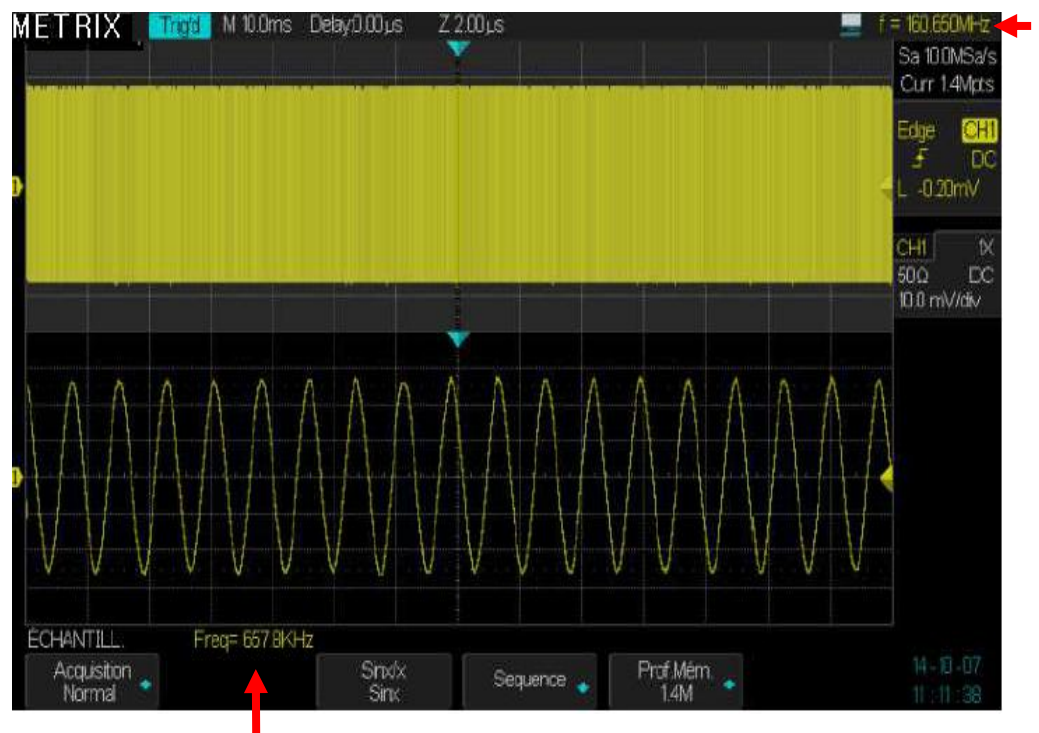 METRIX Trig'd M 10.0ms Delay:0.00µs Z 2.00µs f = 160.650MHz
Sa 10.0MSa/s
Curr 1.4Mpts
Edge CH1
DC
L -0.20mV
1
CH1 1X
50Ω DC
10.0 mV/div
1
ÉCHANTILL. Freq= 657.8KHz
Acquisition Sinx/x Sequence Prof.Mém. 14-10-07
Normal Sinx 1.4M 11:11:38